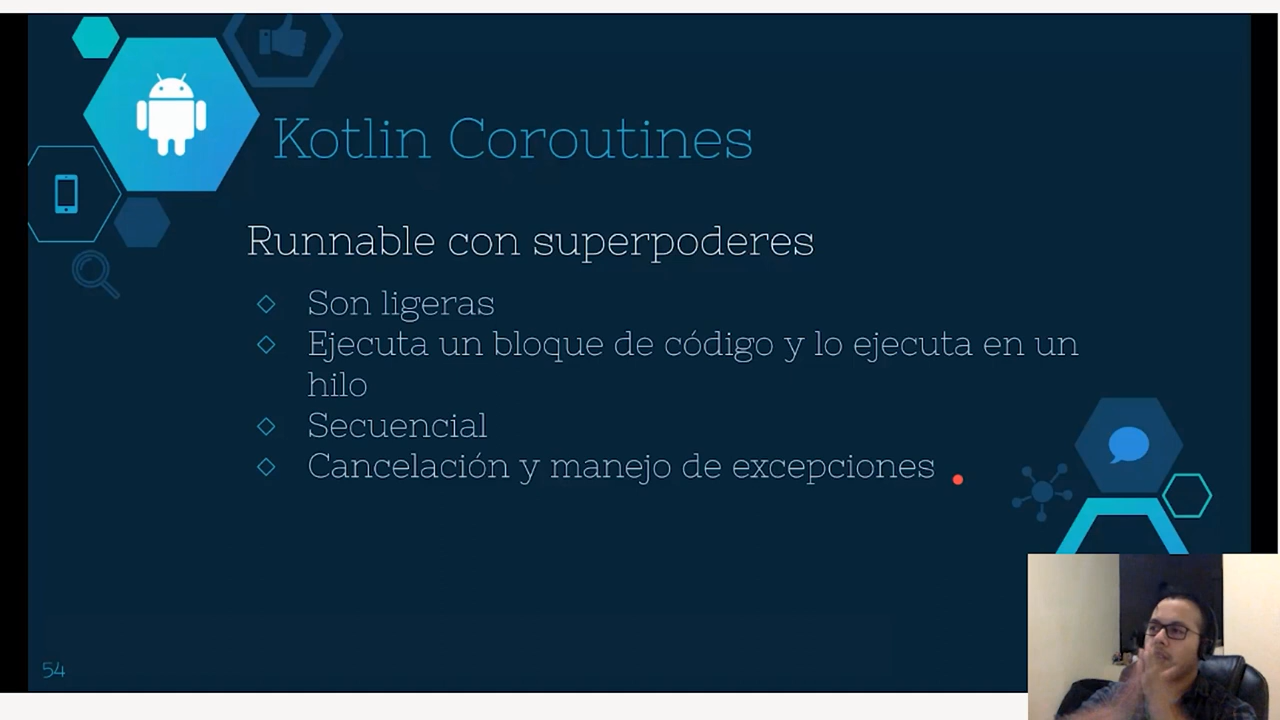 Kotlin Coroutines
Runnable con superpoderes
Son ligeras
Ejecuta un bloque de código y lo ejecuta en un
hilo
Secuencial
Cancelación y manejo de excepciones
54